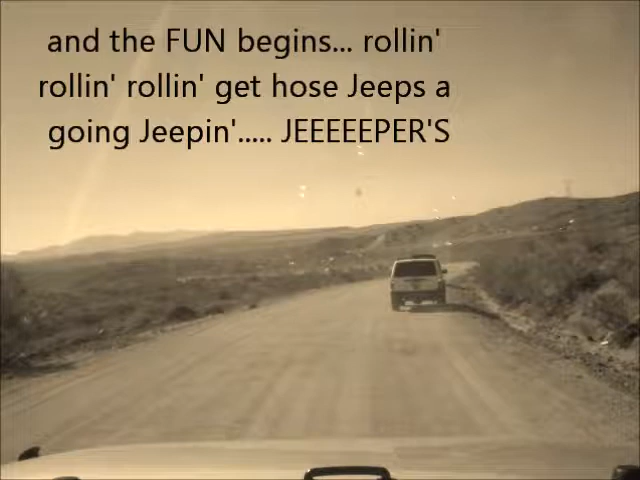 and the FUN begins... rollin'
rollin' rollin' get hose Jeeps a
going Jeepin'..... JEEEEEPER'S